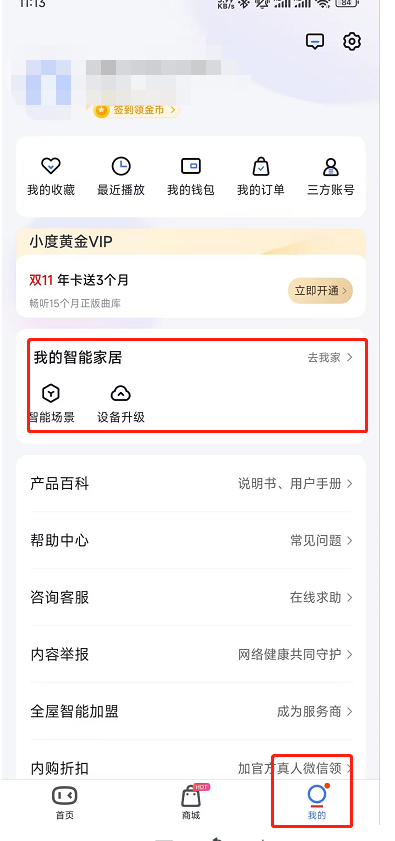 11:13
KB/s
84
签到领金币 >
我的收藏 最近播放 我的钱包 我的订单 三方账号
小度黄金VIP
双11 年卡送3个月
畅听15个月正版曲库
立即开通 >
我的智能家居 去我家 >
智能场景 设备升级
产品百科 说明书、用户手册 >
帮助中心 常见问题 >
咨询客服 在线求助 >
内容举报 网络健康共同守护 >
全屋智能加盟 成为服务商 >
内购折扣 加官方真人微信领 >
HOT
首页 商城 我的